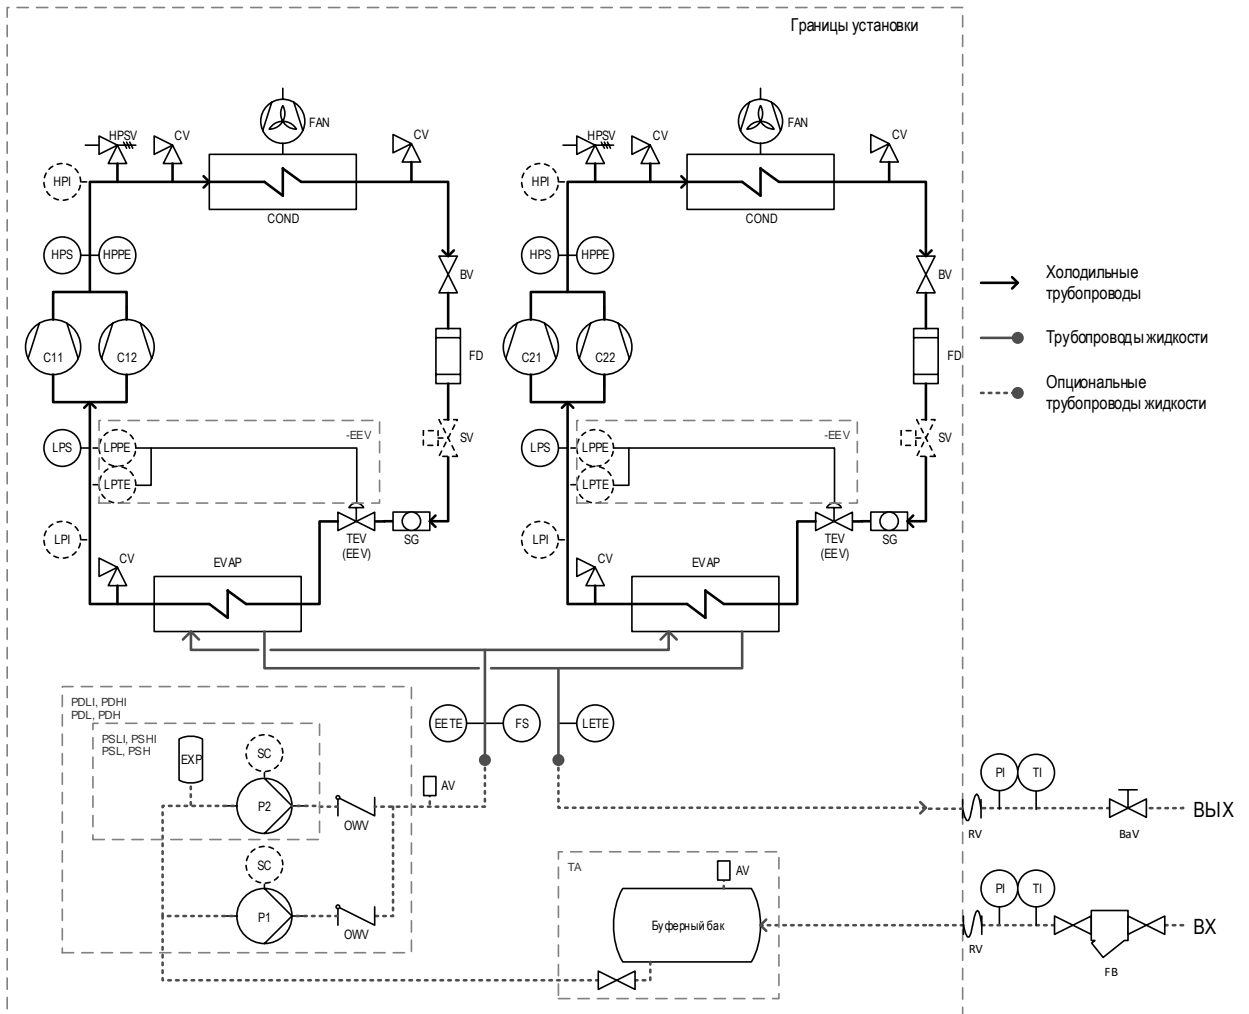 Границы установки
FAN
FAN
HPSV
CV
CV
HPSV
CV
CV
HPI
HPI
COND
COND
HPS
HPPE
HPS
HPPE
BV
BV
Холодильные
трубопроводы
C11
C12
FD
C21
C22
FD
Трубопроводы жидкости
Опциональные
трубопроводы жидкости
LPS
LPPE
-EEV
SV
LPS
LPPE
-EEV
SV
LPTE
LPTE
LPI
TEV
(EEV)
SG
LPI
TEV
(EEV)
SG
CV
EVAP
CV
EVAP
PDLI, PDHI
PDL, PDH
PSLI, PSHI
PSL, PSH
EETE
FS
LETE
EXP
SC
AV
PI
TI
P2
OWV
RV
BaV
ВЫХ
SC
TA
AV
PI
TI
P1
OWV
Буферный бак
RV
FB
ВХ